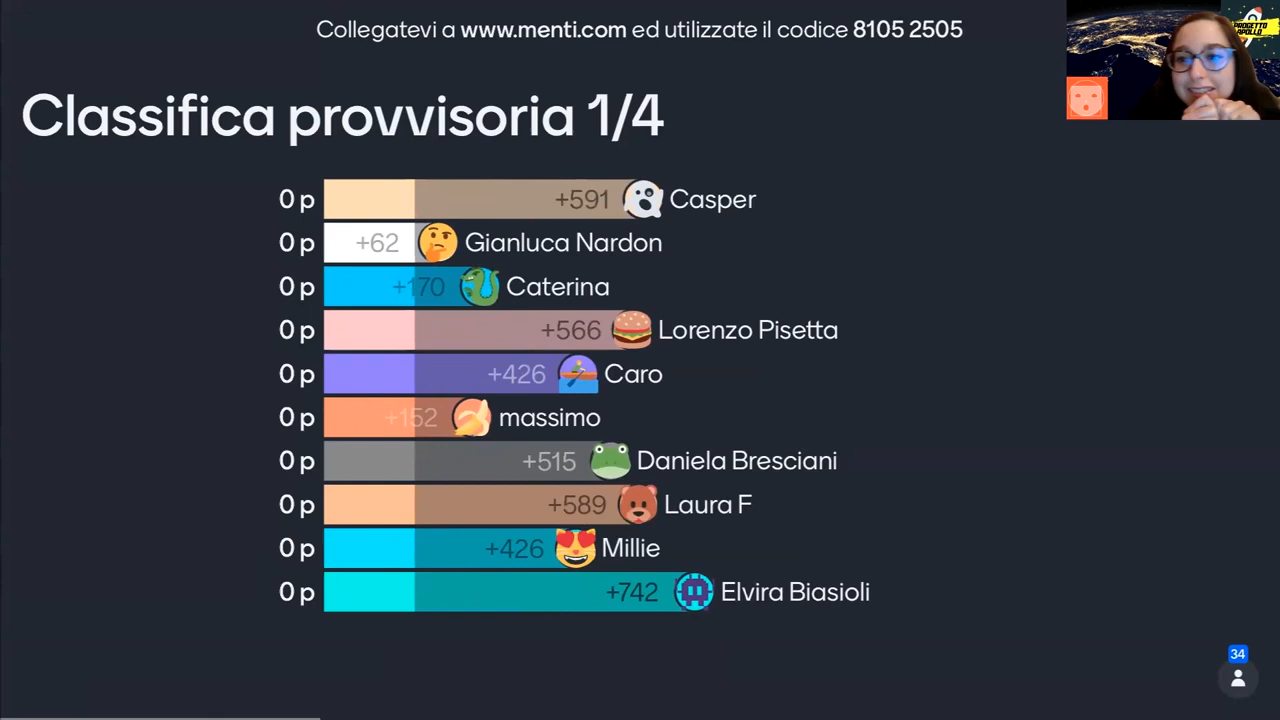 Collegatevi a www.menti.com ed utilizzate il codice 8105 2505
PROGETTO
APOLLO
Classifica provvisoria 1/4
0 p +591 Casper
0 p +62 Gianluca Nardon
0 p +170 Caterina
0 p +566 Lorenzo Pisetta
0 p +426 Caro
0 p +152 massimo
0 p +515 Daniela Bresciani
0 p +589 Laura F
0 p +426 Millie
0 p +742 Elvira Biasioli
34